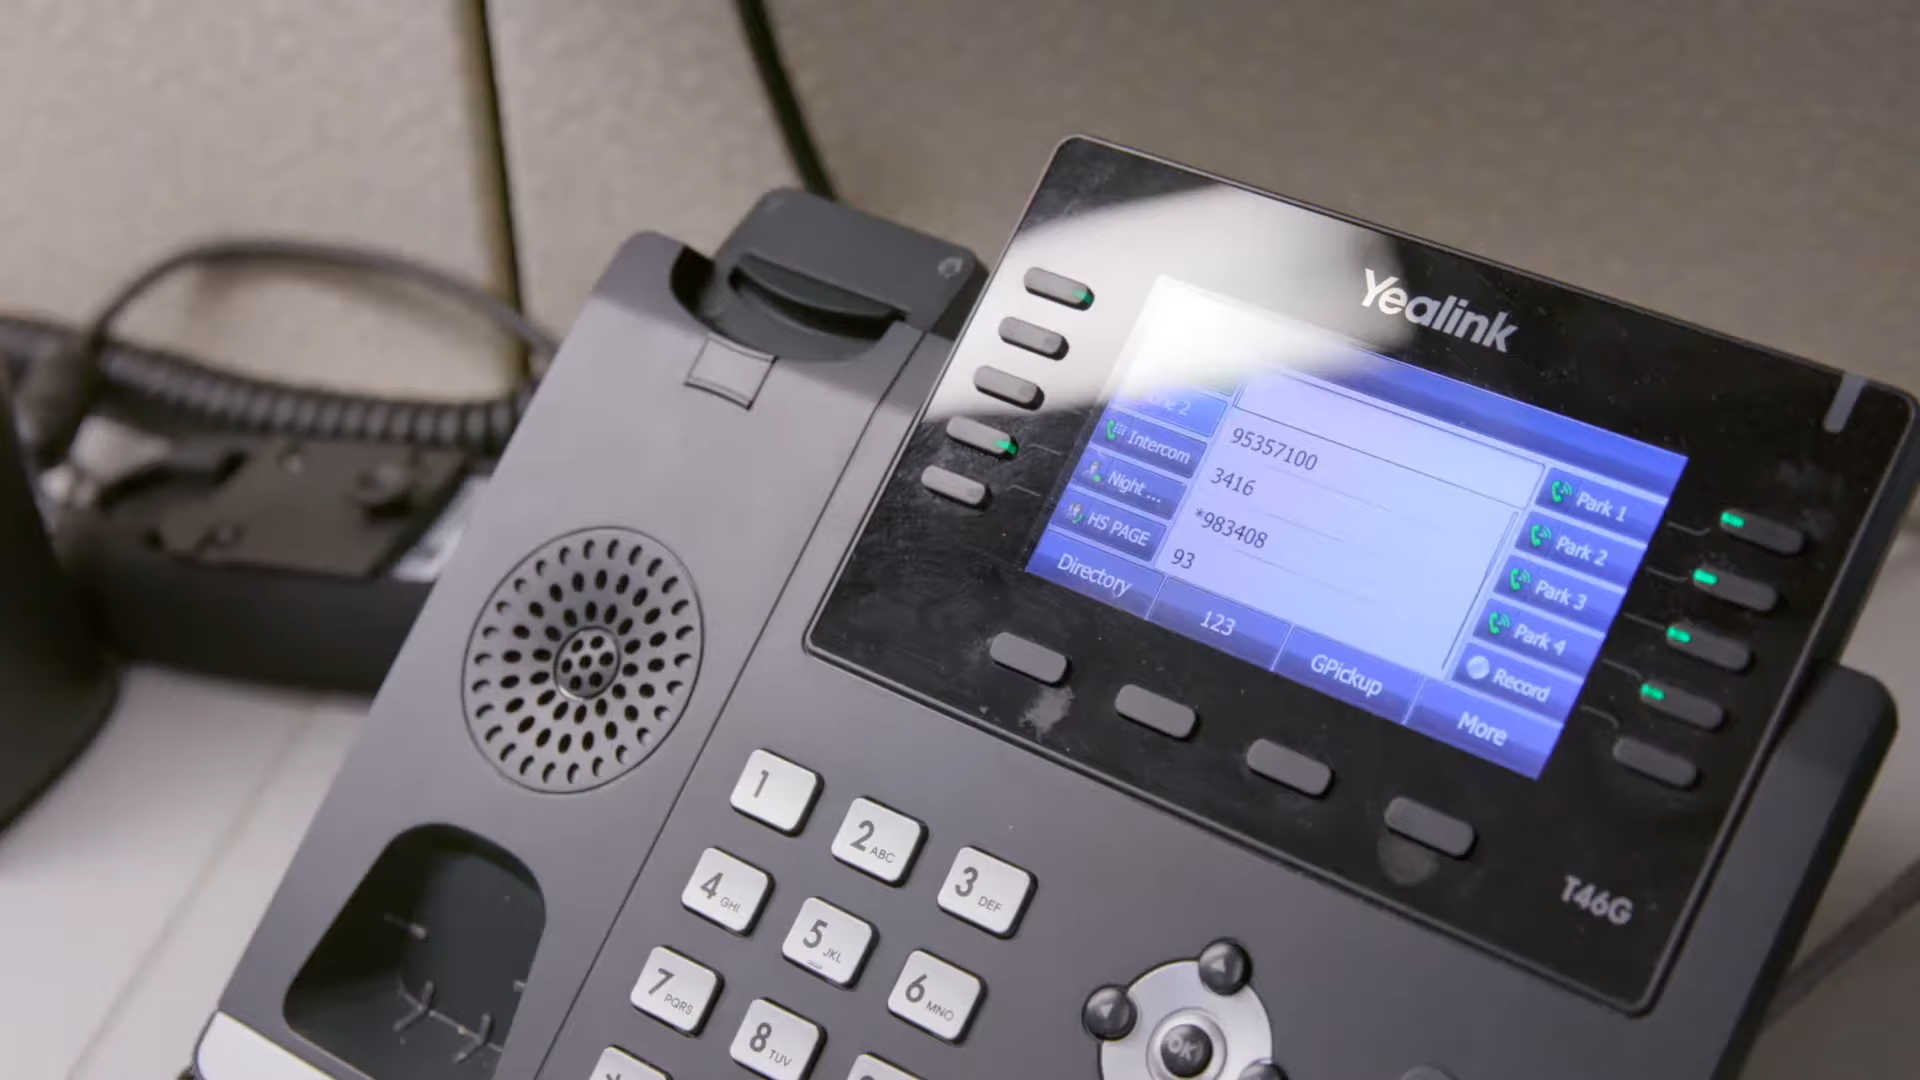 Yealink
Intercom
Night ...
HS PAGE
95357100
3416
*983408
93
Park 1
Park 2
Park 3
Park 4
Record
Directory
123
GPickup
More
T46G
1
2 ABC
3 DEF
4 GHI
5 JKL
6 MNO
7 PQRS
8 TUV
OK